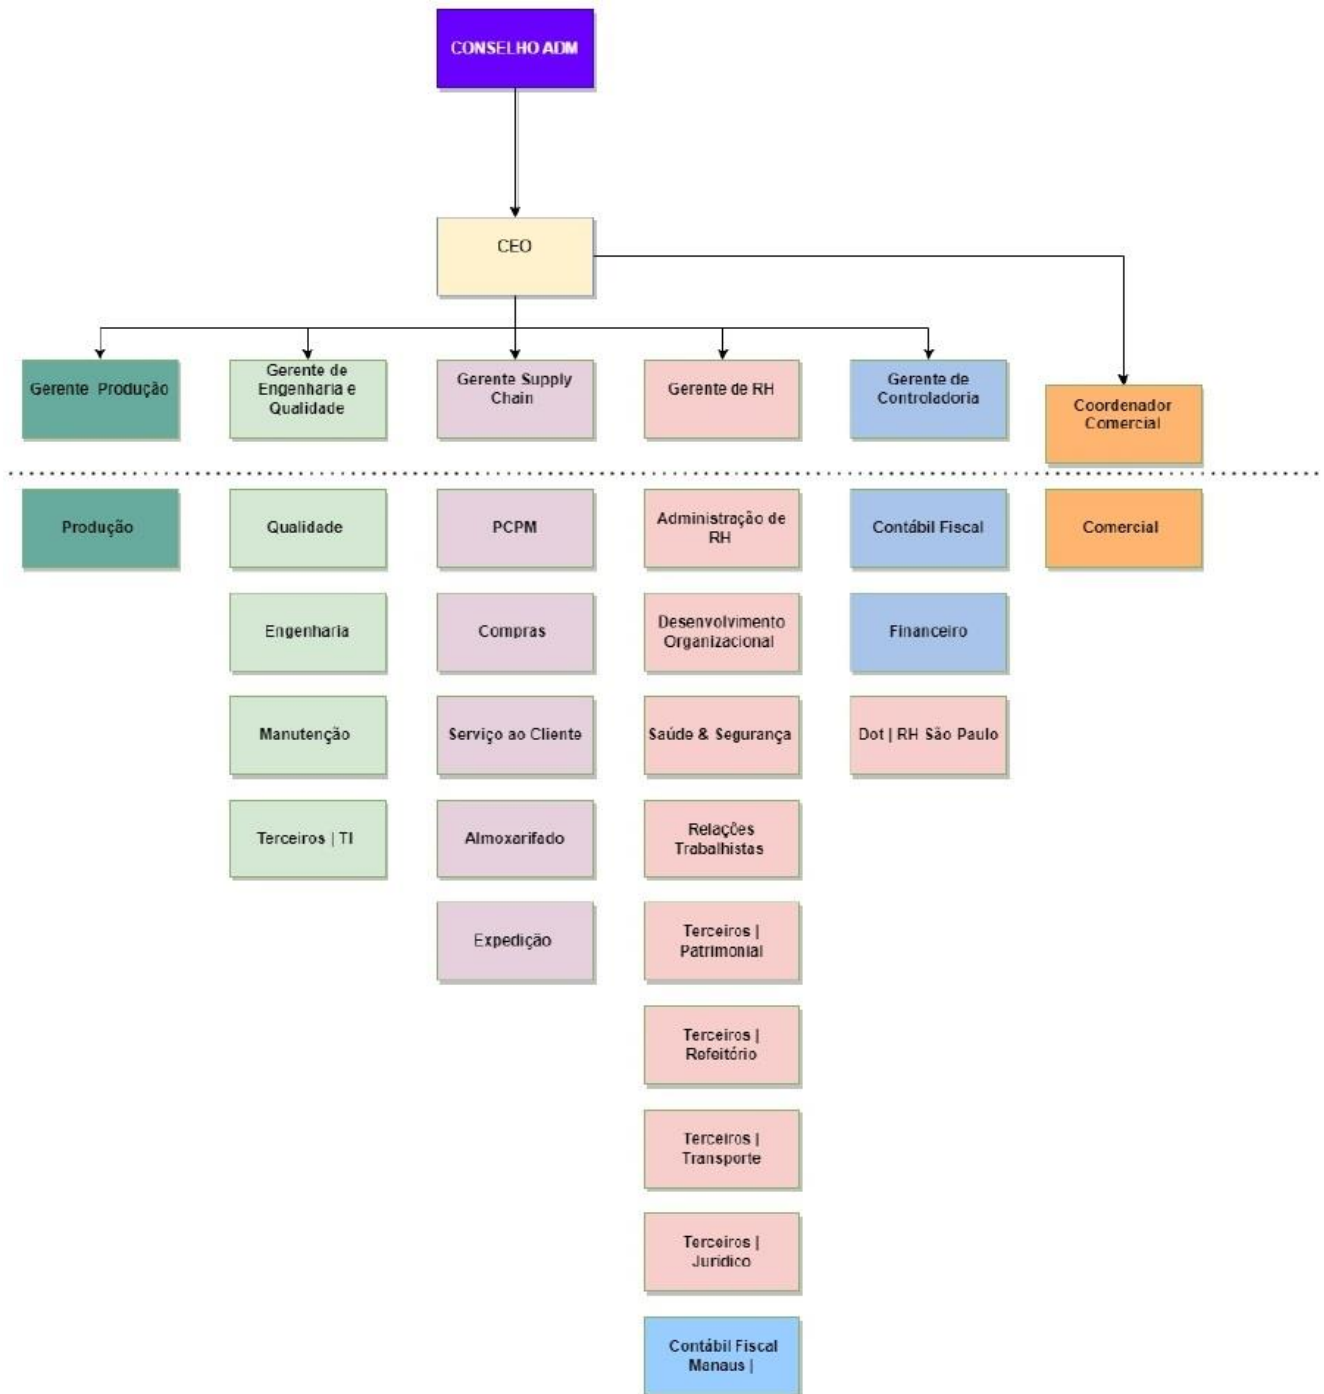 CONSELHO ADM
CEO
Gerente Produção
Gerente de
Engenharia e
Qualidade
Gerente Supply
Chain
Gerente de RH
Gerente de
Controladoria
Coordenador
Comercial
Produção
Qualidade
PCPM
Administração de
RH
Contábil Fiscal
Comercial
Engenharia
Compras
Desenvolvimento
Organizacional
Financeiro
Manutenção
Serviço ao Cliente
Saúde & Segurança
Dot | RH São Paulo
Terceiros | TI
Almoxarifado
Relações
Trabalhistas
Expedição
Terceiros |
Patrimonial
Terceiros |
Refeitório
Terceiros |
Transporte
Terceiros |
Jurídico
Contábil Fiscal
Manaus |